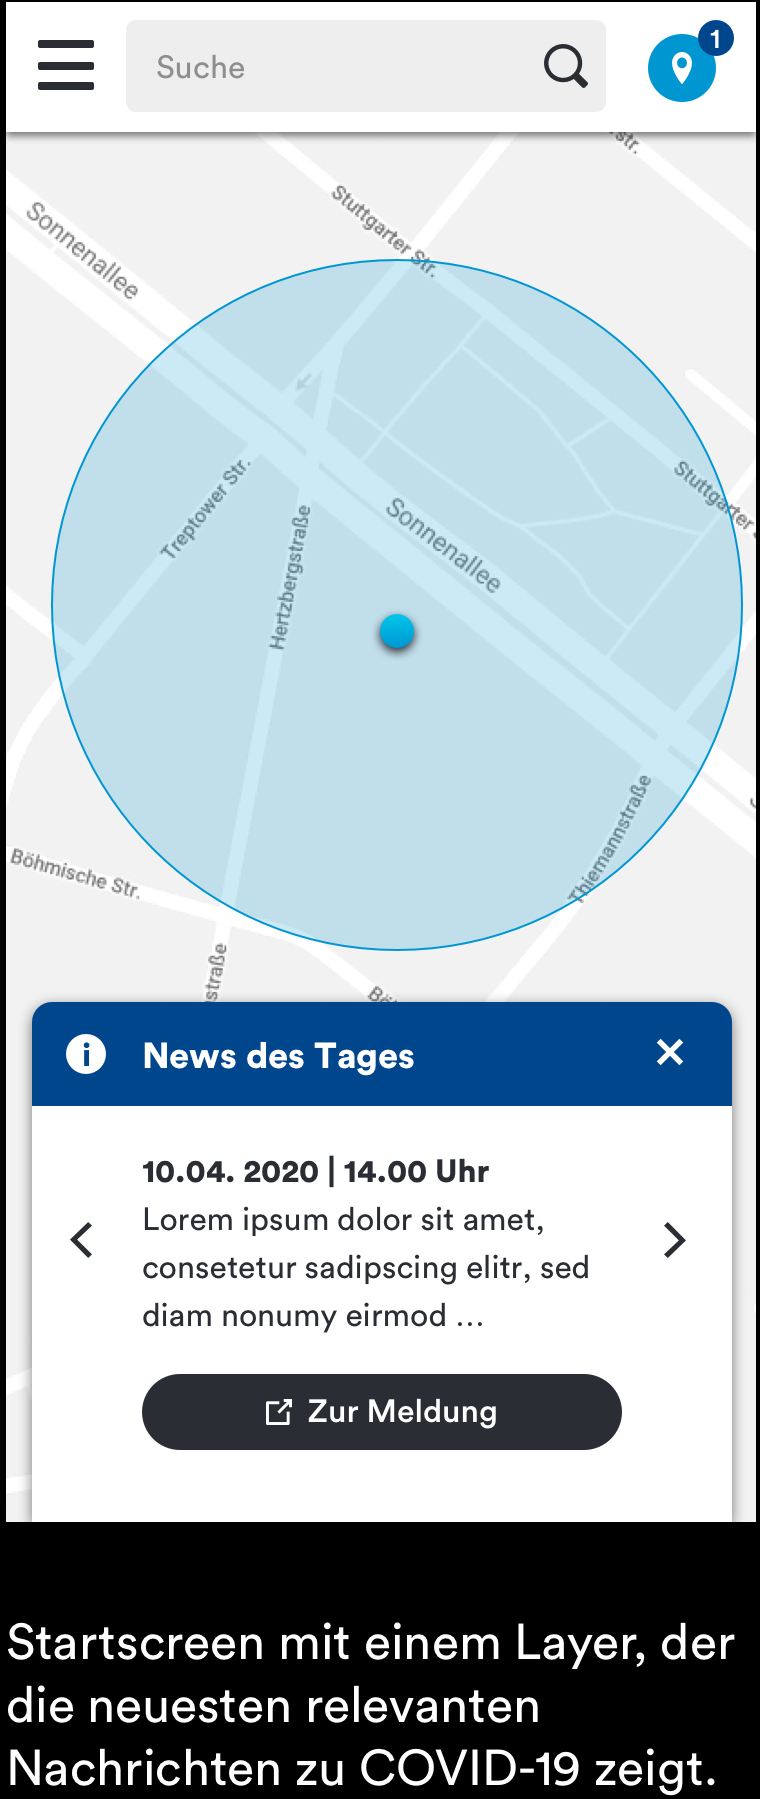 Suche
1
str.
Stuttgarter Str.
Sonnenallee
Treptower Str.
Stuttgarter
Hertzbergstraße
Sonnenallee
Thiemannstraße
Böhmische Str.
straße
Bö
News des Tages
10.04. 2020 | 14.00 Uhr
Lorem ipsum dolor sit amet,
consetetur sadipscing elitr, sed
diam nonumy eirmod ...
Zur Meldung
Startscreen mit einem Layer, der
die neuesten relevanten
Nachrichten zu COVID-19 zeigt.